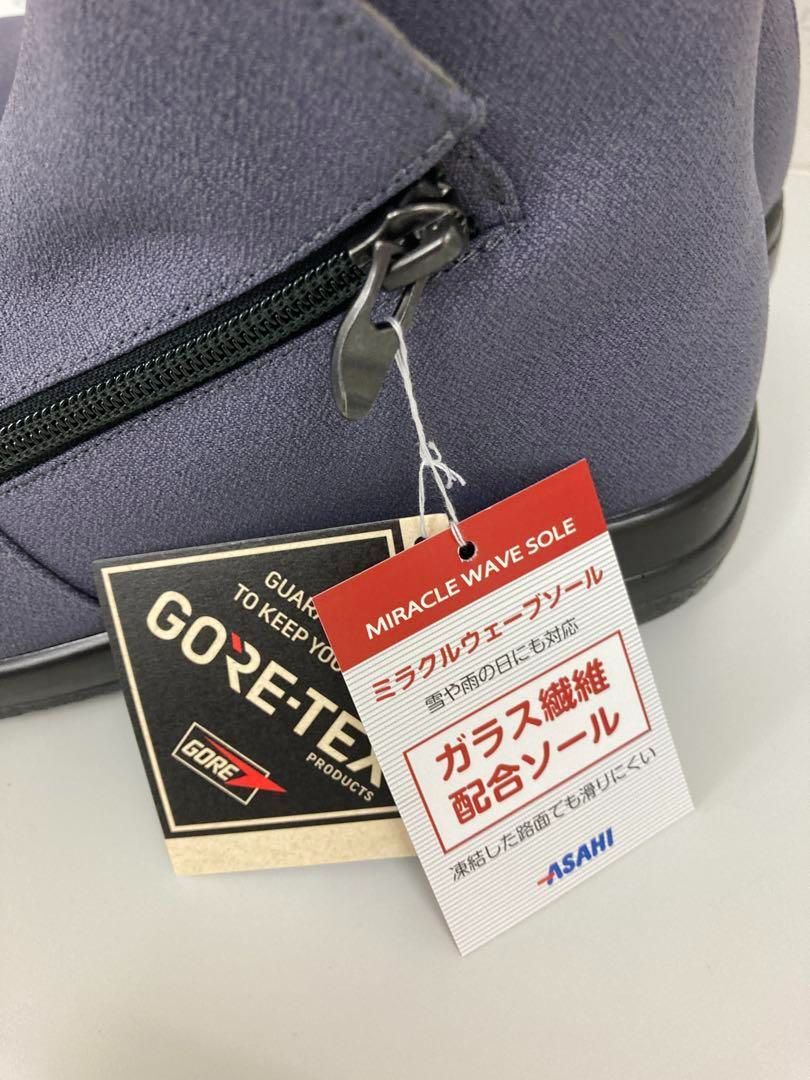 GUAR
TO KEEP YOU
GORE-TEX
PRODUCTS
GORE
MIRACLE WAVE SOLE
ミラクルウェーブソール
雪や雨の日にも対応
ガラス繊維
配合ソール
凍結した路面でも滑りにくい
ASAHI